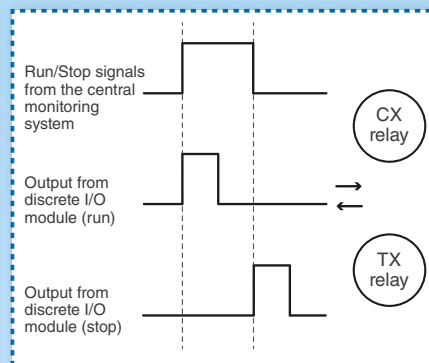 Run/Stop signals
from the central
monitoring
system
CX
relay
Output from
discrete I/O
module (run)
TX
relay
Output from
discrete I/O
module (stop)